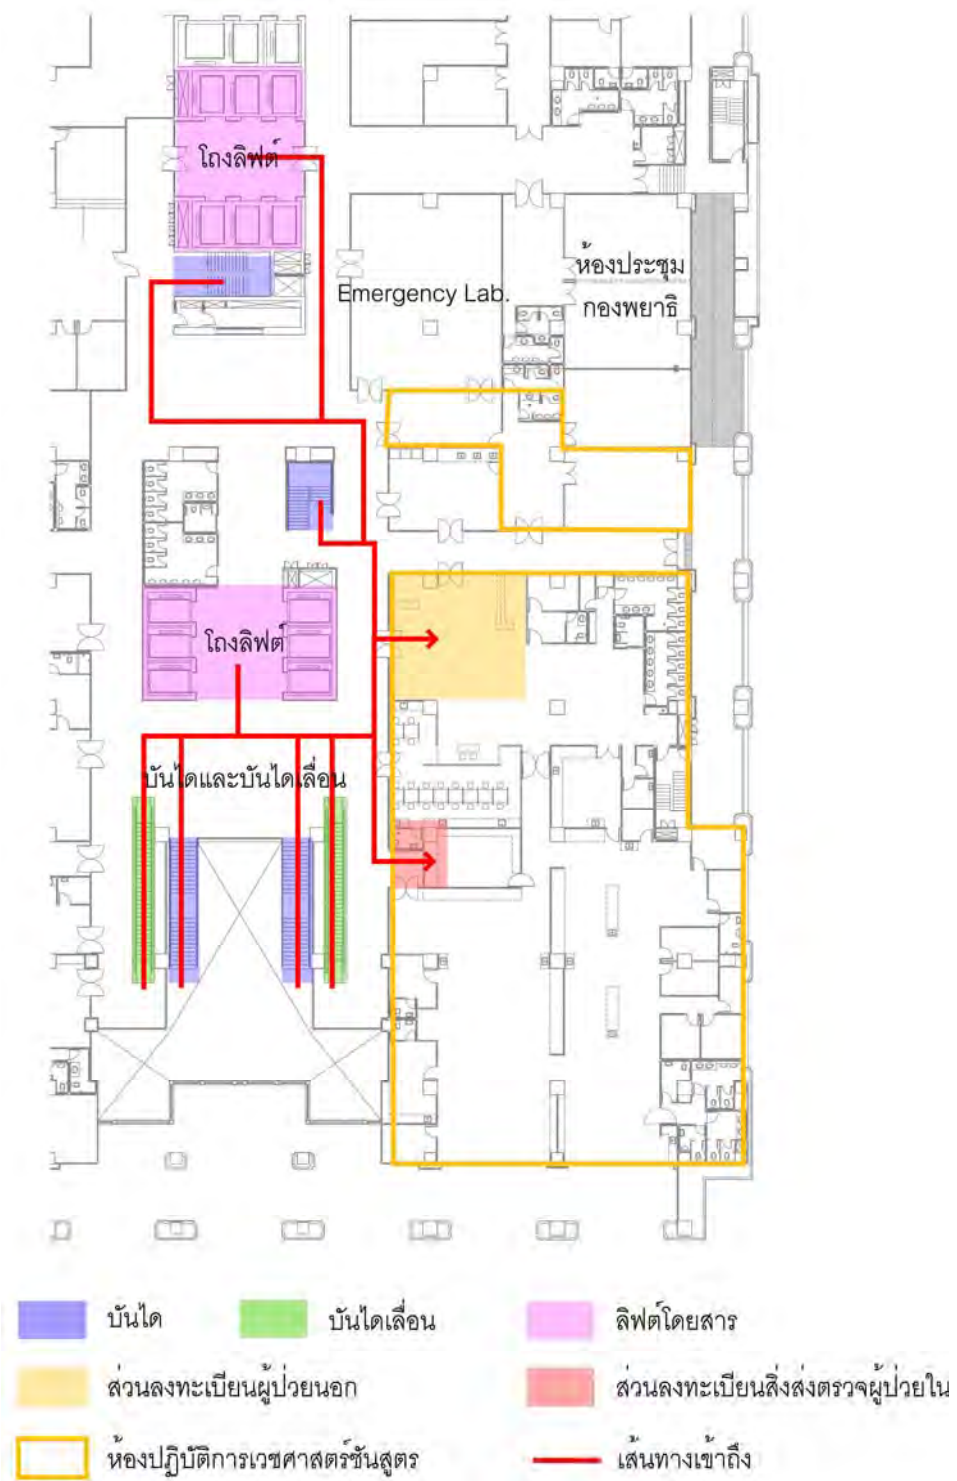 โถงลิฟต์
ห้องประชุม
กองพยาธิ
Emergency Lab.
โถงลิฟต์
บันไดและบันไดเลื่อน
บันได
บันไดเลื่อน
ลิฟต์โดยสาร
ส่วนลงทะเบียนผู้ป่วยนอก
ส่วนลงทะเบียนสิ่งส่งตรวจผู้ป่วยใน
ห้องปฏิบัติการเวชศาสตร์ชันสูตร
เส้นทางเข้าถึง